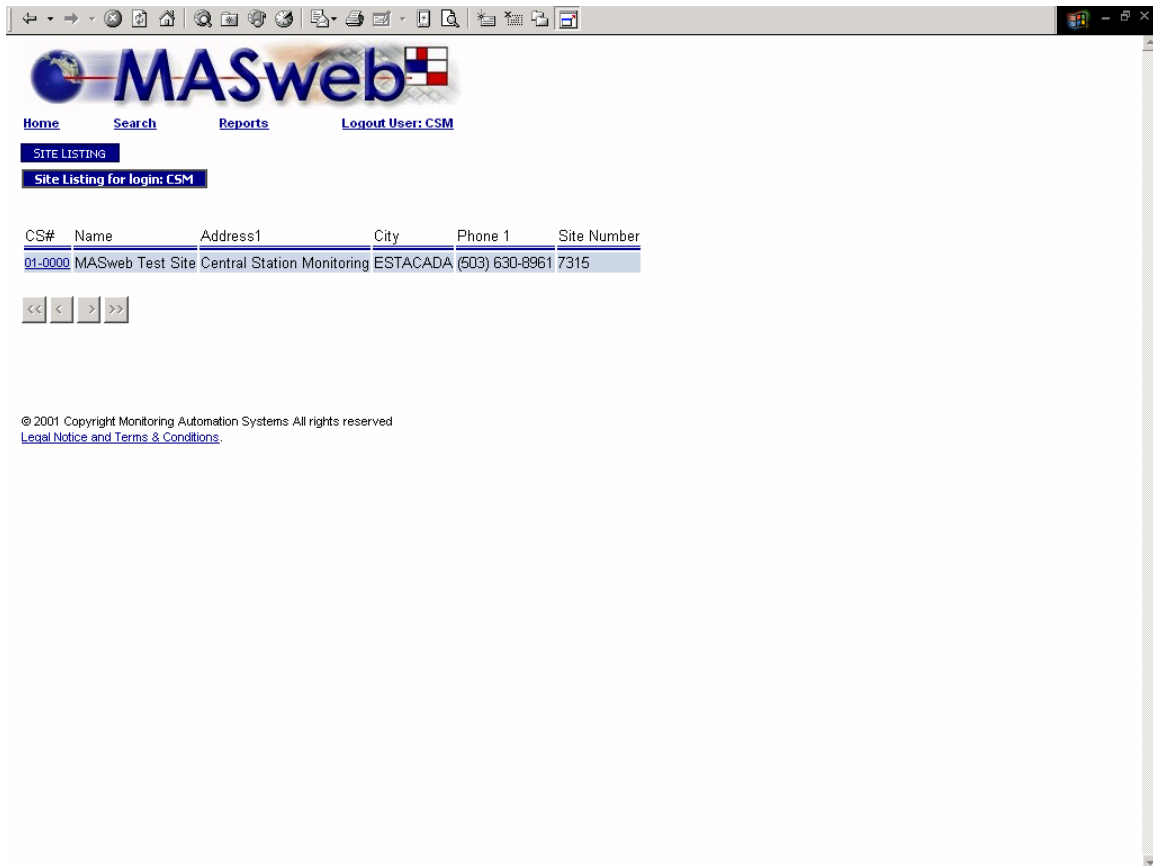 MASweb
Home Search Reports Logout User: CSM
SITE LISTING
Site Listing for login: CSM
CS# Name Address1 City Phone 1 Site Number
01-0000 MASweb Test Site Central Station Monitoring ESTACADA (503) 630-8961 7315
<< < > >>
© 2001 Copyright Monitoring Automation Systems All rights reserved
Legal Notice and Terms & Conditions.